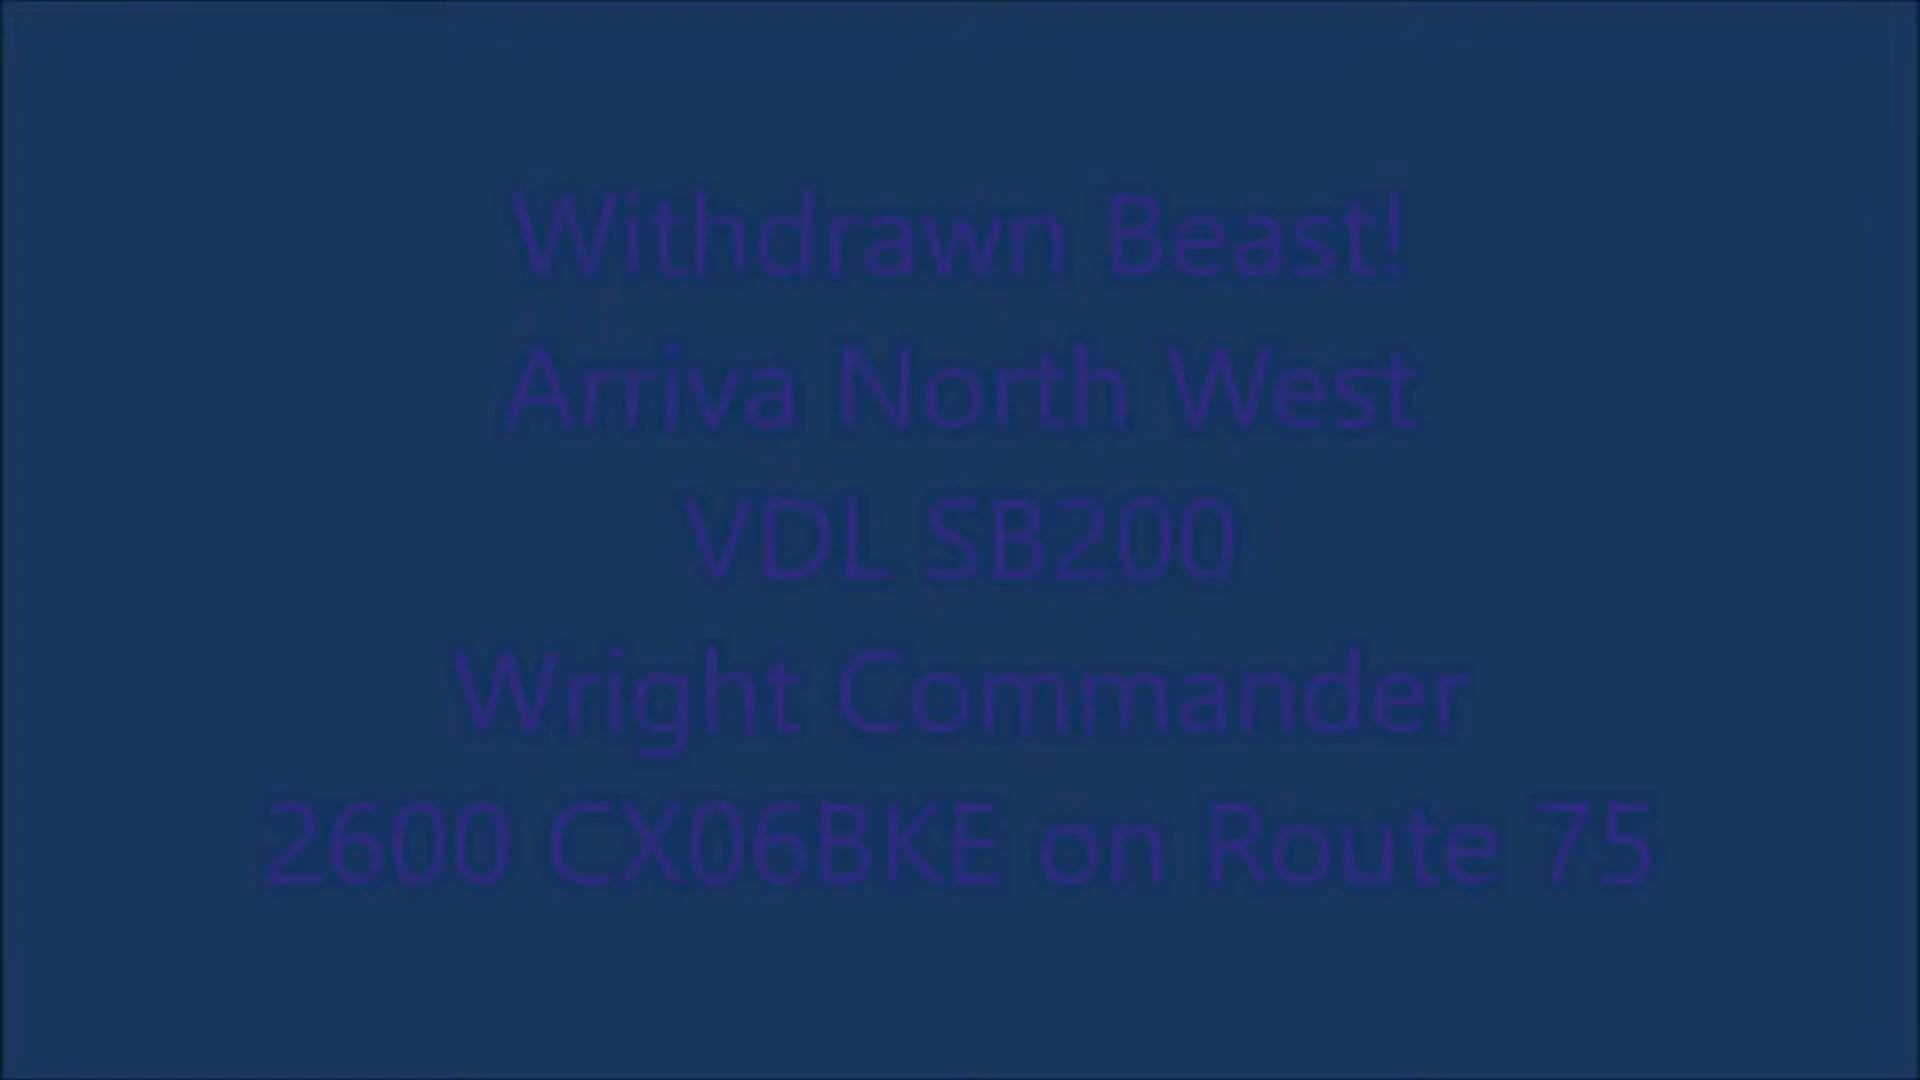 Withdrawn Beast!
Arriva North West
VDL SB200
Wright Commander
2600 CX06BKE on Route 75